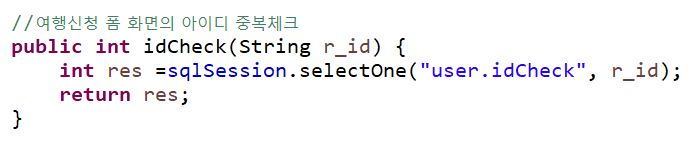 //여행신청 폼 화면의 아이디 중복체크
public int idCheck(String r_id) {
    int res =sqlSession.selectOne("user.idCheck", r_id);
    return res;
}